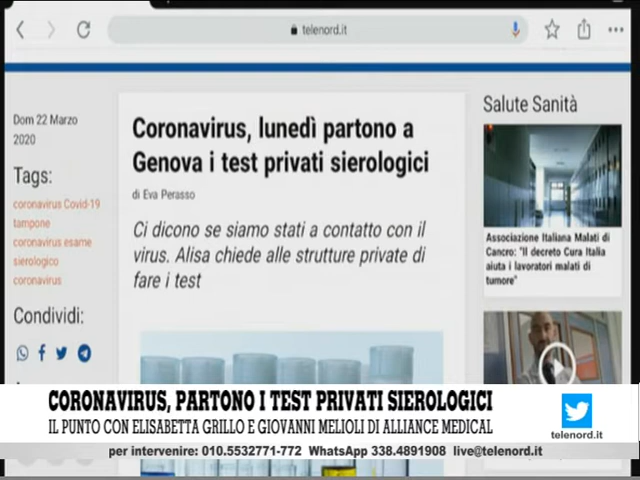 telenord.it
Dom 22 Marzo
2020
Tags:
coronavirus Covid-19
tampone
coronavirus esame
sierologico
coronavirus
Condividi:
Coronavirus, lunedì partono a
Genova i test privati sierologici
di Eva Perasso
Ci dicono se siamo stati a contatto con il
virus. Alisa chiede alle strutture private di
fare i test
Salute Sanità
Associazione Italiana Malati di
Cancro: "Il decreto Cura Italia
aiuta i lavoratori malati di
tumore"
CORONAVIRUS, PARTONO I TEST PRIVATI SIEROLOGICI
IL PUNTO CON ELISABETTA GRILLO E GIOVANNI MELIOLI DI ALLIANCE MEDICAL
telenord.it
per intervenire: 010.5532771-772 WhatsApp 338.4891908 live@telenord.it